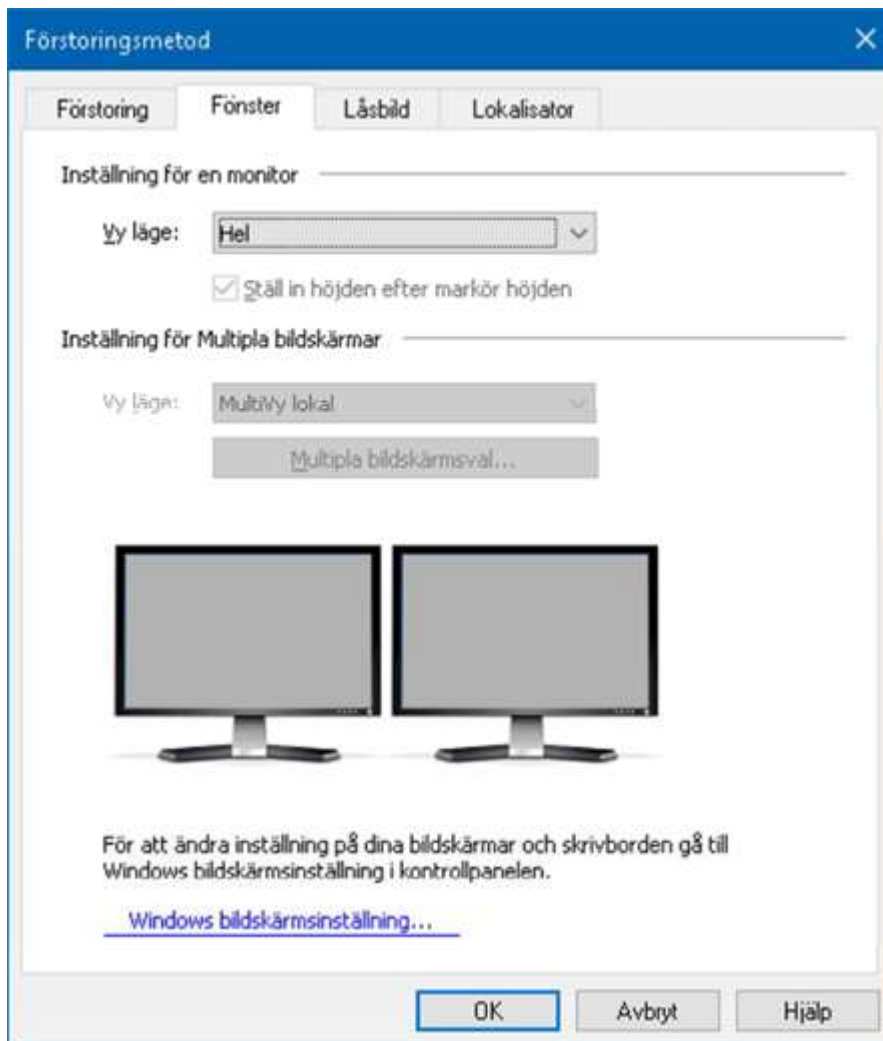 Förstoringsmetod
Förstoring
Fönster
Låsbild
Lokalisator
Inställning för en monitor
Vy läge:
Hel
Ställ in höjden efter markör höjden
Inställning för Multipla bildskärmar
Vy läge:
MultiVy lokal
Multipla bildskärmsval...
För att ändra inställning på dina bildskärmar och skrivborden gå till
Windows bildskärmsinställning i kontrollpanelen.
Windows bildskärmsinställning...
OK
Avbryt
Hjälp